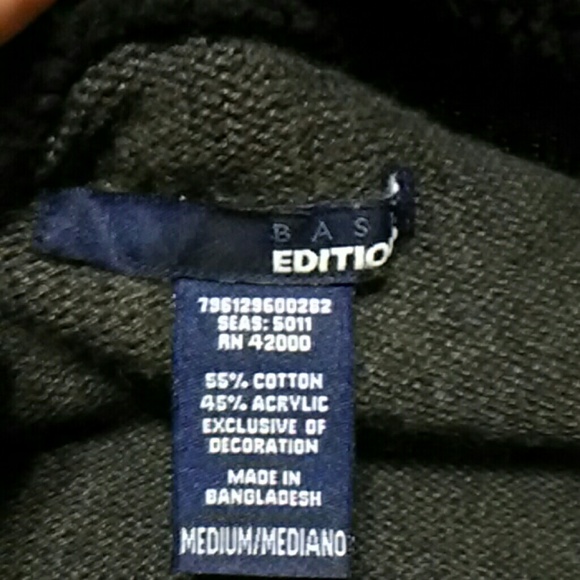 BAS
EDITIO
796129600282
SEAS: 5011
RN 42000
55% COTTON
45% ACRYLIC
EXCLUSIVE OF
DECORATION
MADE IN
BANGLADESH
MEDIUM/MEDIANO